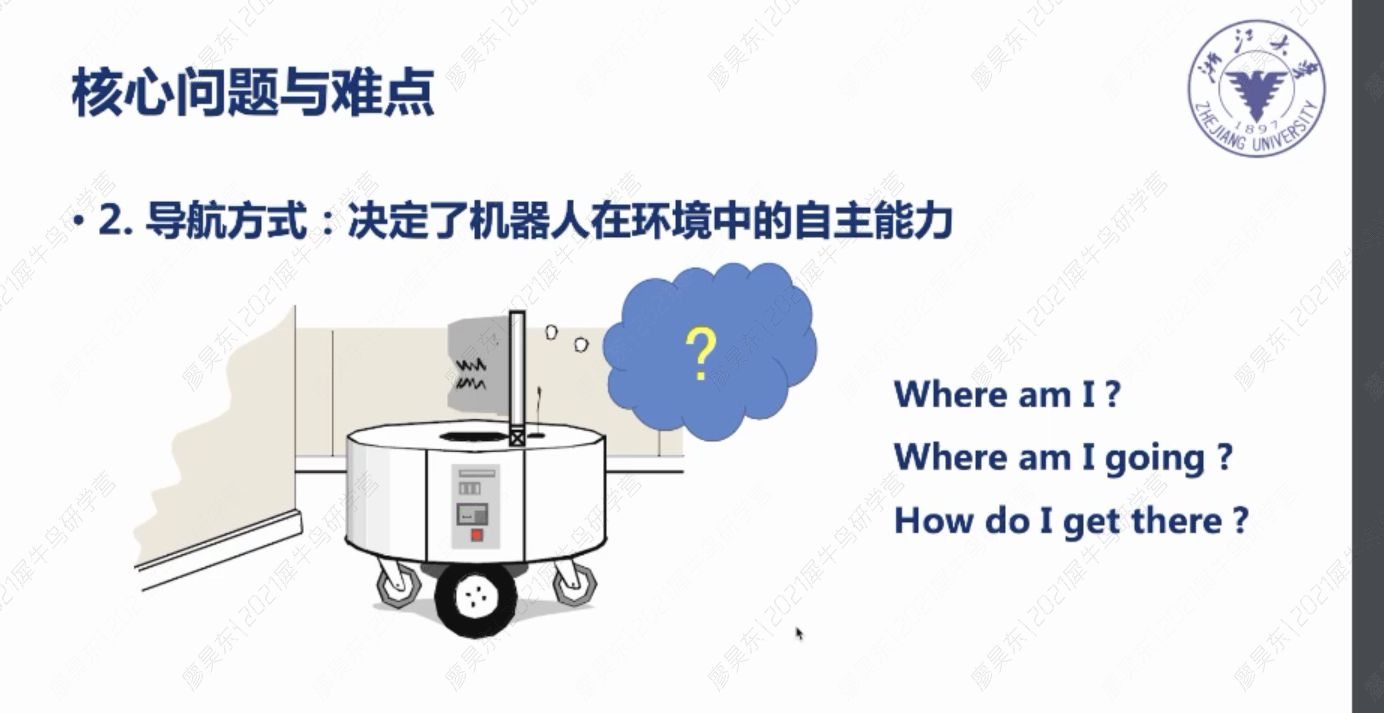 核心问题与难点
浙江大学
ZHEJIANG UNIVERSITY
1897
• 2. 导航方式：决定了机器人在环境中的自主能力
?
Where am I ?
Where am I going ?
How do I get there ?
廖昊东|2021犀牛鸟研学营